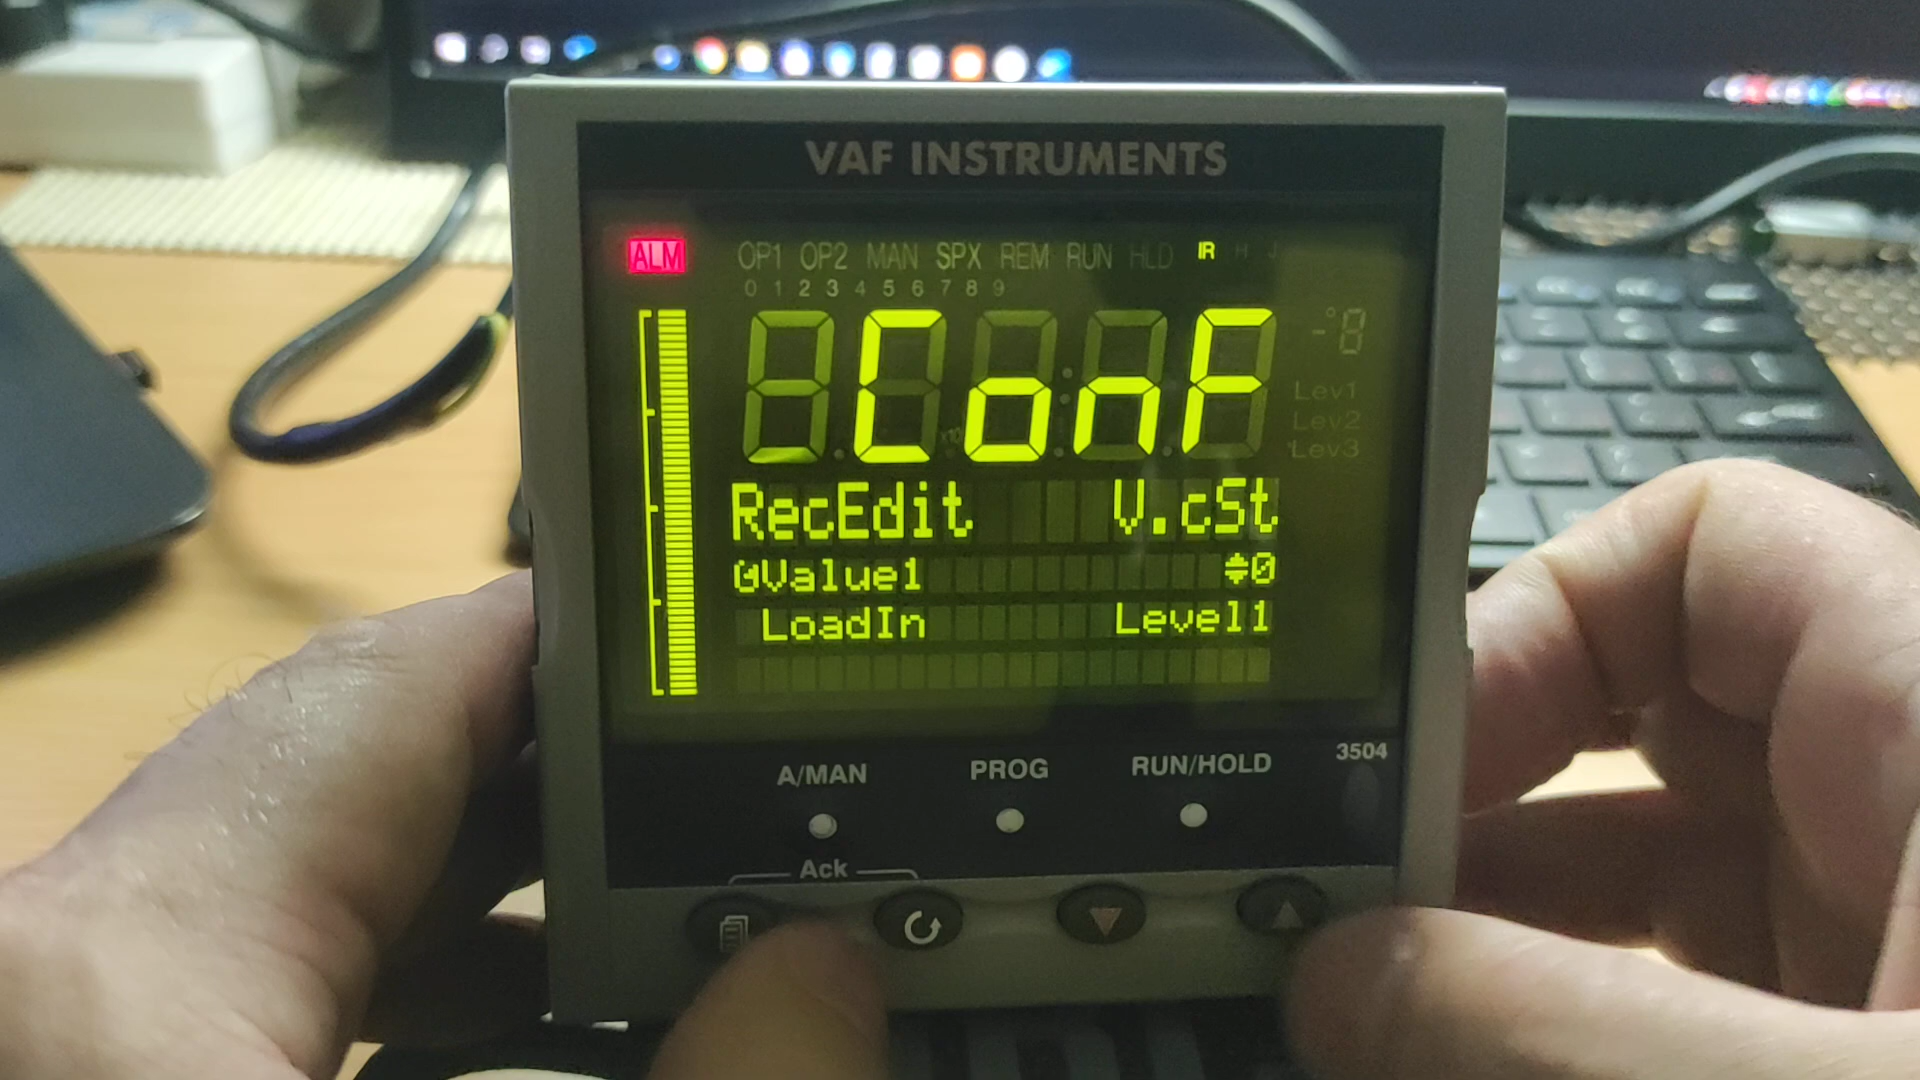 VAF INSTRUMENTS
ALM OP1 OP2 MAN SPX REM RUN HLD IR H J
0 1 2 3 4 5 6 7 8 9
ConF
Lev1
Lev2
Lev3
RecEdit V.cSt
Value1 0
LoadIn Level1
3504
A/MAN PROG RUN/HOLD
Ack